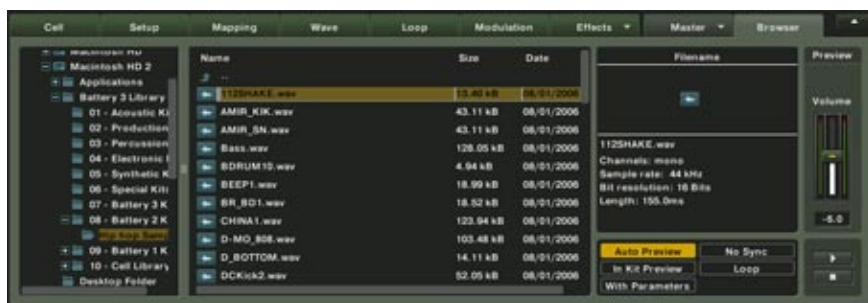 Cell Setup Mapping Wave Loop Modulation Effects Master Browser
Macintosh HD
Macintosh HD 2
Applications
Battery 3 Library
01 - Acoustic Ki
02 - Production
03 - Percussion
04 - Electronic
05 - Synthetic K
06 - Special Kits
07 - Battery 3 K
08 - Battery 2 K
Hip hop Samp
09 - Battery 1 K
10 - Cell Library
Desktop Folder
Name Size Date
..
112SHAKE.wav 13.40 kB 08/01/2006
AMIR_KIK.wav 43.11 kB 08/01/2006
AMIR_SN.wav 43.11 kB 08/01/2006
Bass.wav 128.05 kB 08/01/2006
BDRUM10.wav 4.94 kB 08/01/2006
BEEP1.wav 18.99 kB 08/01/2006
BR_BD1.wav 18.52 kB 08/01/2006
CHINA1.wav 123.94 kB 08/01/2006
D-MO_808.wav 103.48 kB 08/01/2006
D_BOTTOM.wav 14.11 kB 08/01/2006
DCKick2.wav 52.05 kB 08/01/2006
Filename
112SHAKE.wav
Channels: mono
Sample rate: 44 kHz
Bit resolution: 16 Bits
Length: 155.0ms
Auto Preview No Sync
In Kit Preview Loop
With Parameters
Preview
Volume
-5.0